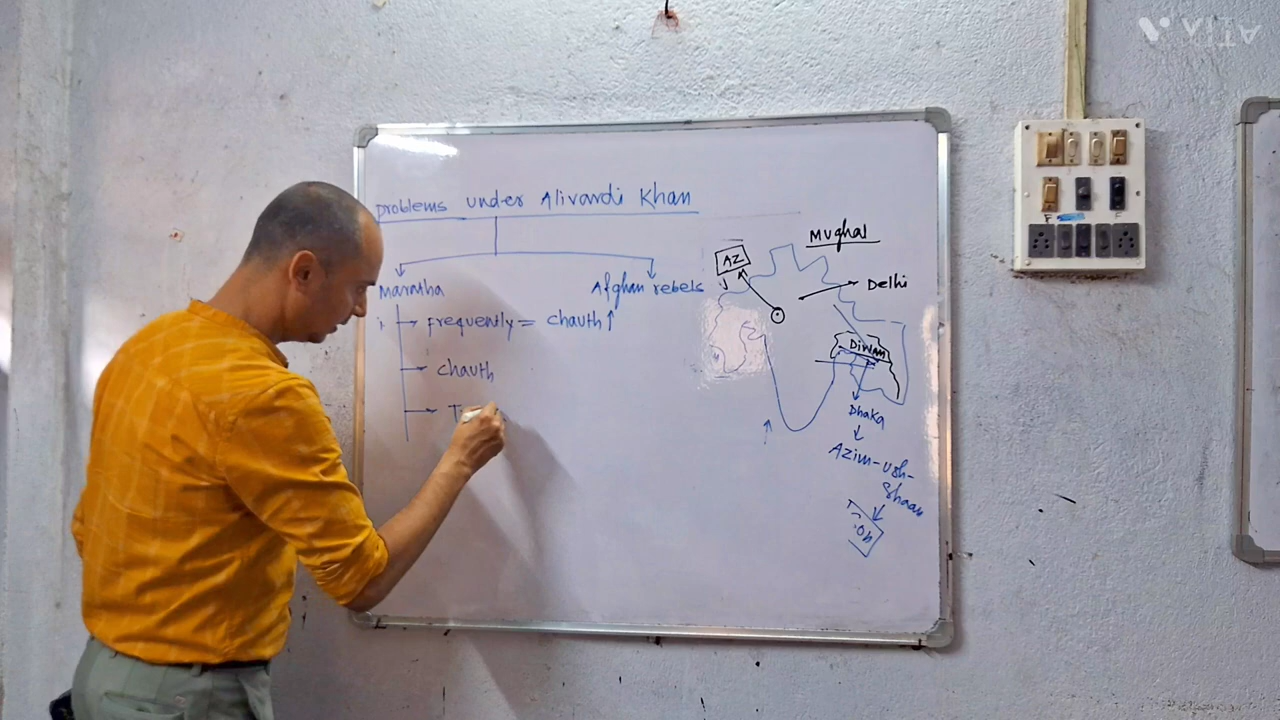 problems under Alivardi Khan
Maratha
Afghan rebels
i, frequently = chauth ↑
chauth
T
Mughal
AZ
Delhi
Diwan
Dhaka
Azim-ush-
Shaan
F F